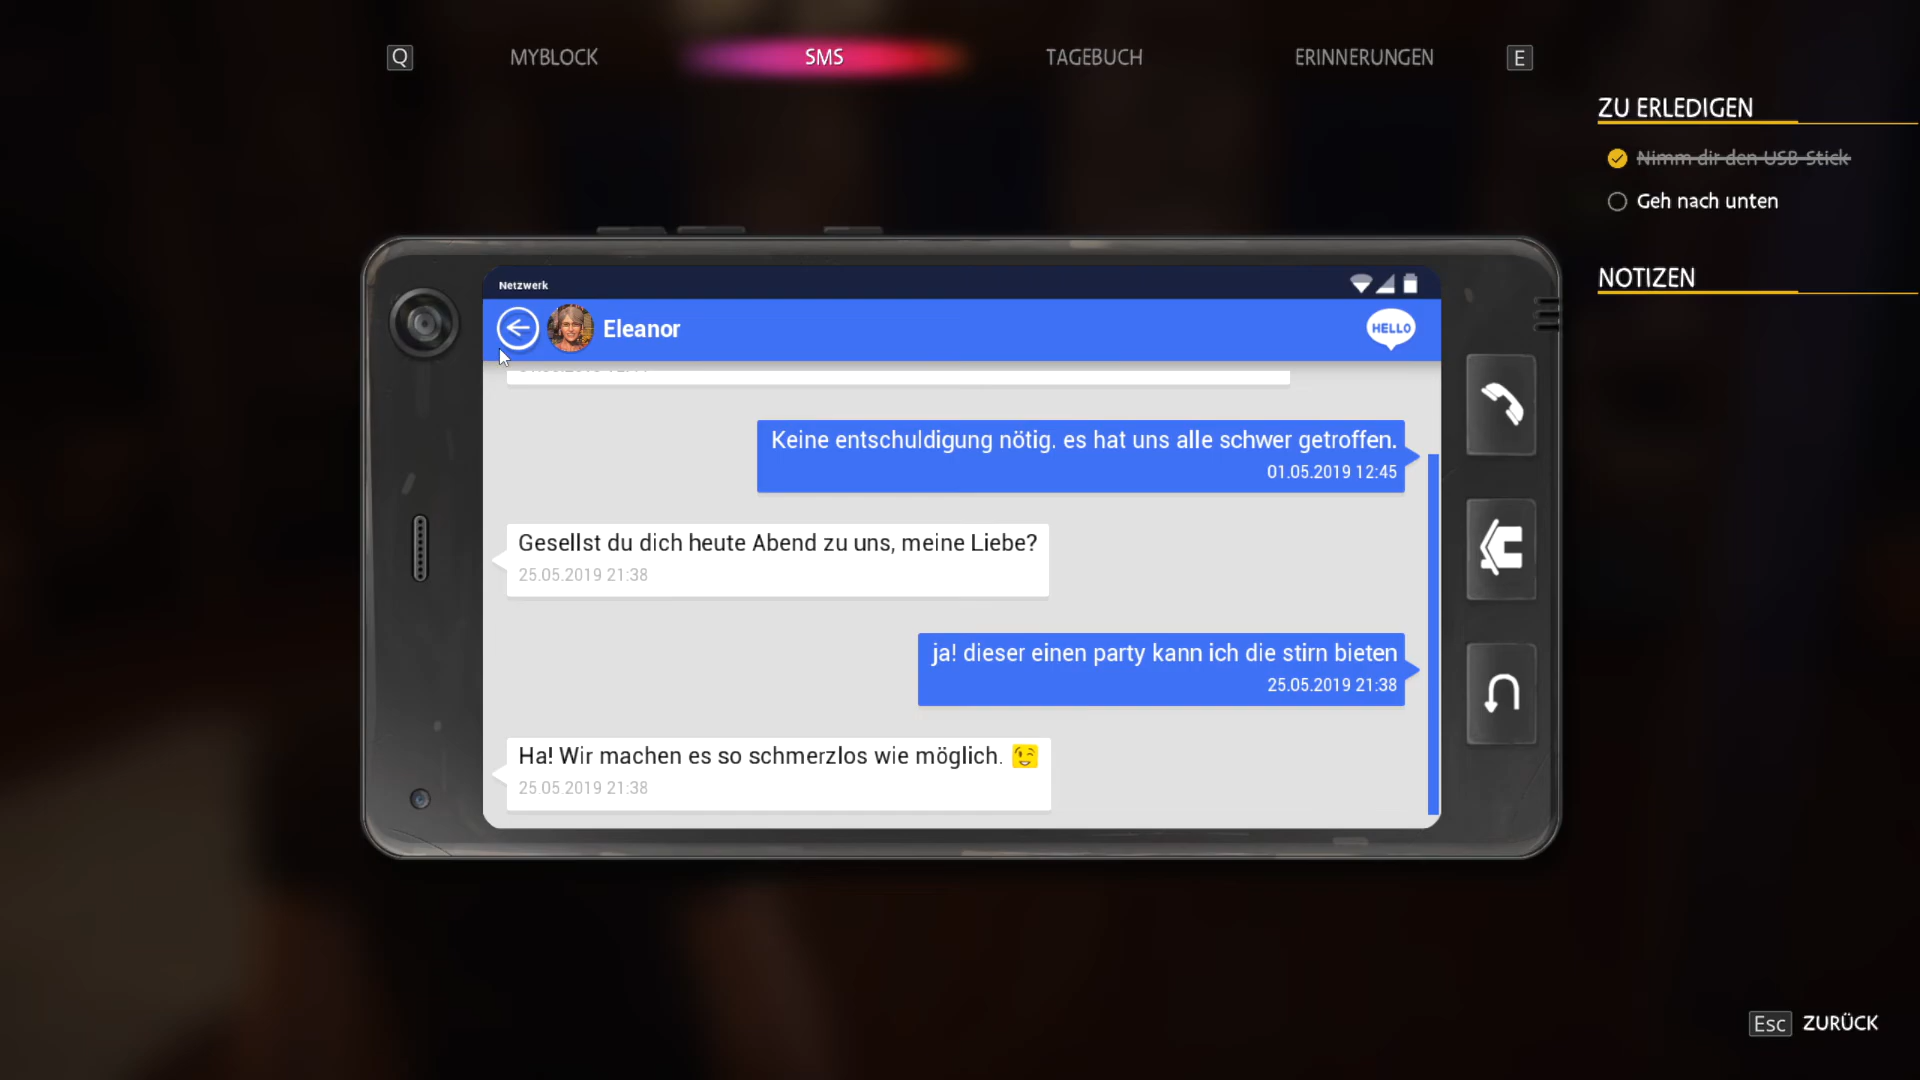 Q MYBLOCK SMS TAGEBUCH ERINNERUNGEN E
ZU ERLEDIGEN
Nimm dir den USB-Stick
Geh nach unten
NOTIZEN
Netzwerk
Eleanor
HELLO
Keine entschuldigung nötig. es hat uns alle schwer getroffen.
01.05.2019 12:45
Gesellst du dich heute Abend zu uns, meine Liebe?
25.05.2019 21:38
ja! dieser einen party kann ich die stirn bieten
25.05.2019 21:38
Ha! Wir machen es so schmerzlos wie möglich. 😉
25.05.2019 21:38
Esc ZURÜCK